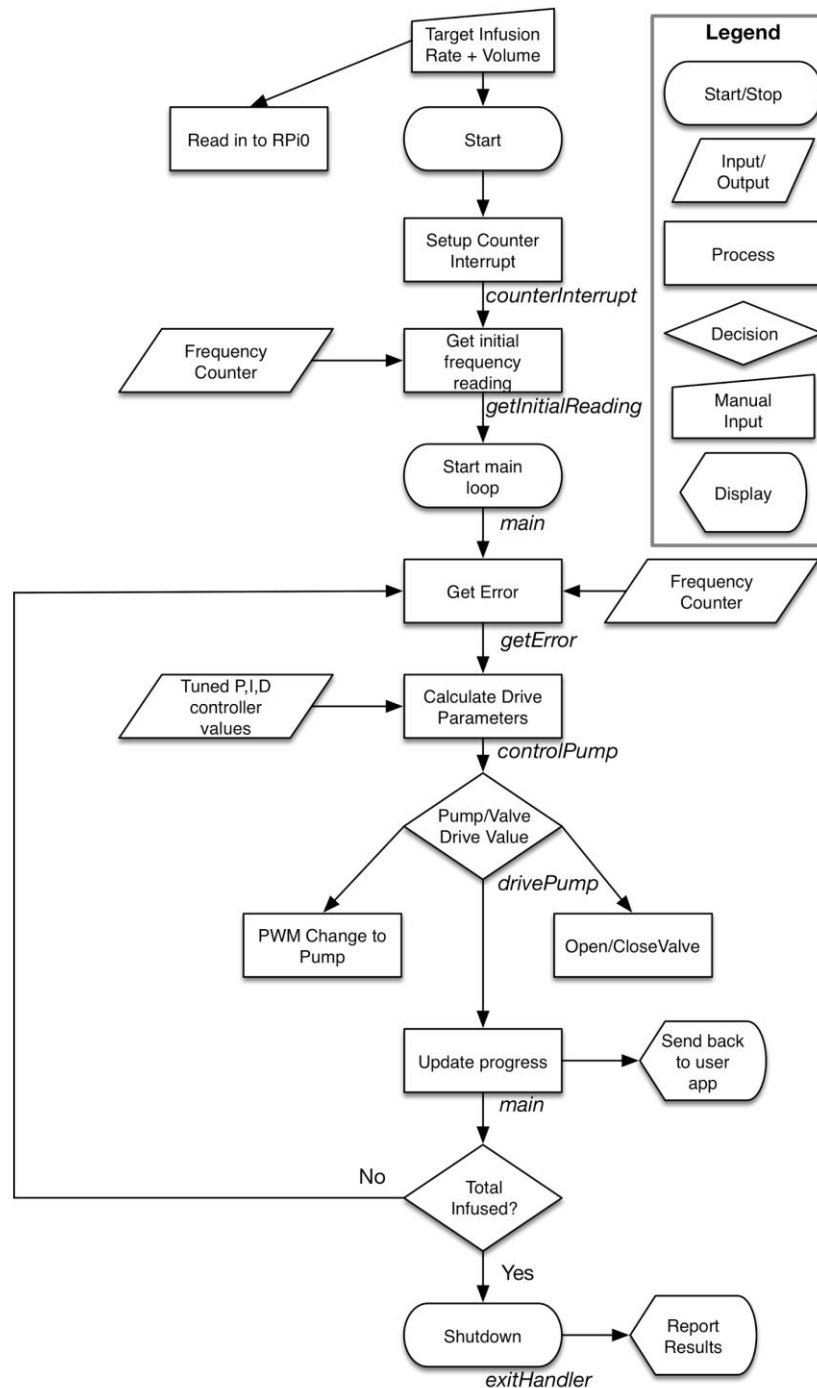 Target Infusion
Rate + Volume
Read in to RPi0
Start
Setup Counter
Interrupt
counterInterrupt
Frequency
Counter
Get initial
frequency
reading
getInitialReading
Start main
loop
main
Get Error
Frequency
Counter
getError
Tuned P,I,D
controller
values
Calculate Drive
Parameters
controlPump
Pump/Valve
Drive Value
drivePump
PWM Change to
Pump
Open/CloseValve
Update progress
Send back
to user
app
main
No
Total
Infused?
Yes
Shutdown
Report
Results
exitHandler
Legend
Start/Stop
Input/
Output
Process
Decision
Manual
Input
Display